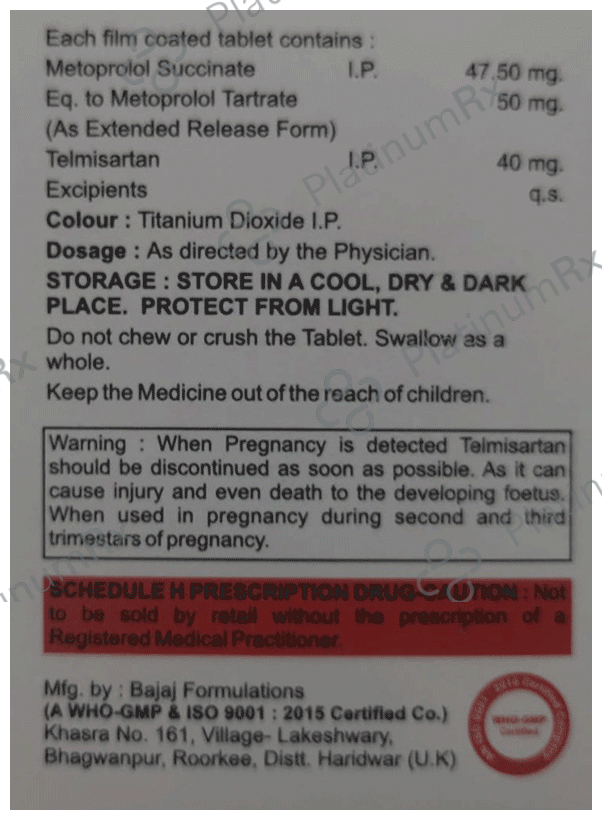 Each film coated tablet contains :
Metoprolol Succinate I.P. 47.50 mg.
Eq. to Metoprolol Tartrate 50 mg.
(As Extended Release Form)
Telmisartan I.P. 40 mg.
Excipients q.s.
Colour : Titanium Dioxide I.P.
Dosage : As directed by the Physician.
STORAGE : STORE IN A COOL, DRY & DARK
PLACE. PROTECT FROM LIGHT.
Do not chew or crush the Tablet. Swallow as a
whole.
Keep the Medicine out of the reach of children.
Warning : When Pregnancy is detected Telmisartan
should be discontinued as soon as possible. As it can
cause injury and even death to the developing foetus.
When used in pregnancy during second and third
trimestars of pregnancy.
SCHEDULE H PRESCRIPTION DRUG-CAUTION : Not
to be sold by retail without the prescription of a
Registered Medical Practitioner.
Mfg. by : Bajaj Formulations
(A WHO-GMP & ISO 9001 : 2015 Certified Co.)
Khasra No. 161, Village- Lakeshwary,
Bhagwanpur, Roorkee, Distt. Haridwar (U.K)
WHO-GMP
Certified
PlatinumRx